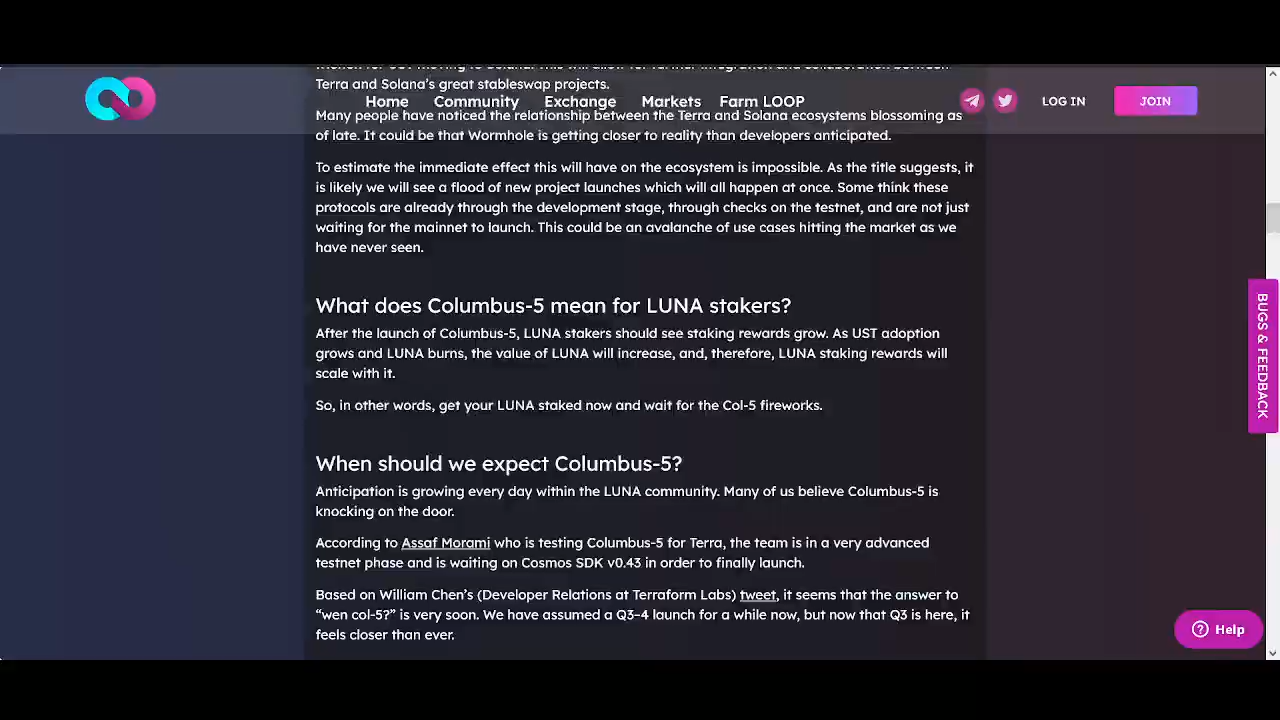 Terra and Solana's great stableswap projects.
Home Community Exchange Markets Farm LOOP LOG IN JOIN
Many people have noticed the relationship between the Terra and Solana ecosystems blossoming as
of late. It could be that Wormhole is getting closer to reality than developers anticipated.
To estimate the immediate effect this will have on the ecosystem is impossible. As the title suggests, it
is likely we will see a flood of new project launches which will all happen at once. Some think these
protocols are already through the development stage, through checks on the testnet, and are not just
waiting for the mainnet to launch. This could be an avalanche of use cases hitting the market as we
have never seen.
What does Columbus-5 mean for LUNA stakers?
After the launch of Columbus-5, LUNA stakers should see staking rewards grow. As UST adoption
grows and LUNA burns, the value of LUNA will increase, and, therefore, LUNA staking rewards will
scale with it.
So, in other words, get your LUNA staked now and wait for the Col-5 fireworks.
BUGS & FEEDBACK
When should we expect Columbus-5?
Anticipation is growing every day within the LUNA community. Many of us believe Columbus-5 is
knocking on the door.
According to Assaf Morami who is testing Columbus-5 for Terra, the team is in a very advanced
testnet phase and is waiting on Cosmos SDK v0.43 in order to finally launch.
Based on William Chen's (Developer Relations at Terraform Labs) tweet, it seems that the answer to
"wen col-5?" is very soon. We have assumed a Q3-4 launch for a while now, but now that Q3 is here, it
feels closer than ever.
Help